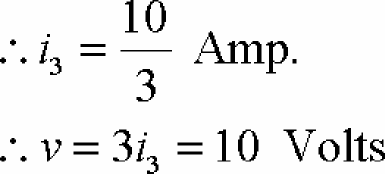 ∴ i₃ = 10/3 Amp.
∴ v = 3i₃ = 10 Volts